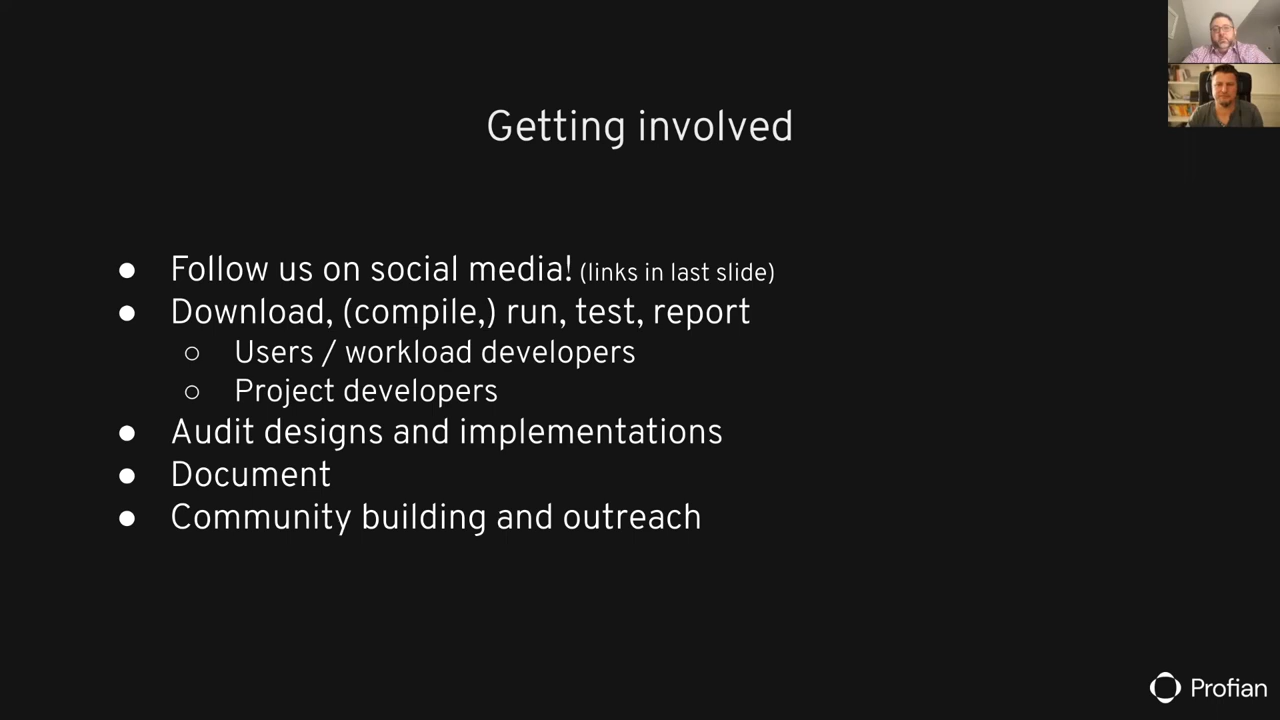 Getting involved
● Follow us on social media! (links in last slide)
● Download, (compile,) run, test, report
○ Users / workload developers
○ Project developers
● Audit designs and implementations
● Document
● Community building and outreach
Profian